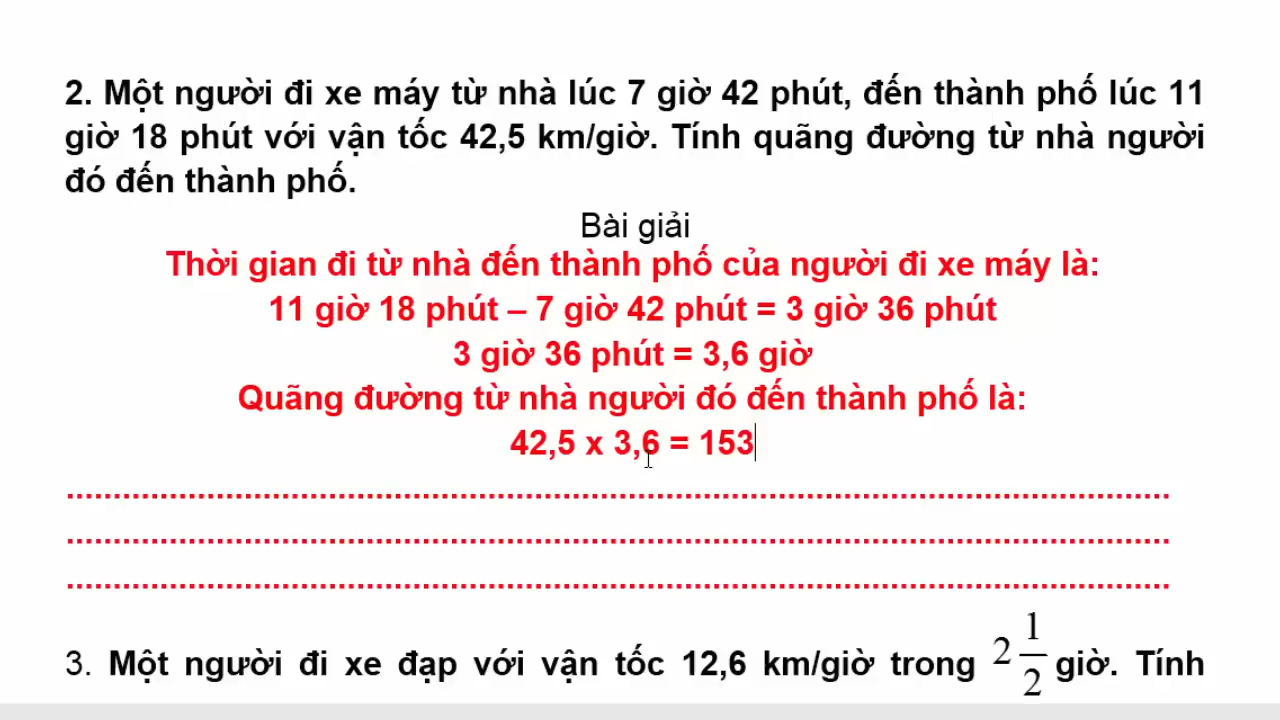 2. Một người đi xe máy từ nhà lúc 7 giờ 42 phút, đến thành phố lúc 11
giờ 18 phút với vận tốc 42,5 km/giờ. Tính quãng đường từ nhà người
đó đến thành phố.
Bài giải
Thời gian đi từ nhà đến thành phố của người đi xe máy là:
11 giờ 18 phút – 7 giờ 42 phút = 3 giờ 36 phút
3 giờ 36 phút = 3,6 giờ
Quãng đường từ nhà người đó đến thành phố là:
42,5 x 3,6 = 153
3. Một người đi xe đạp với vận tốc 12,6 km/giờ trong 2 1/2 giờ. Tính